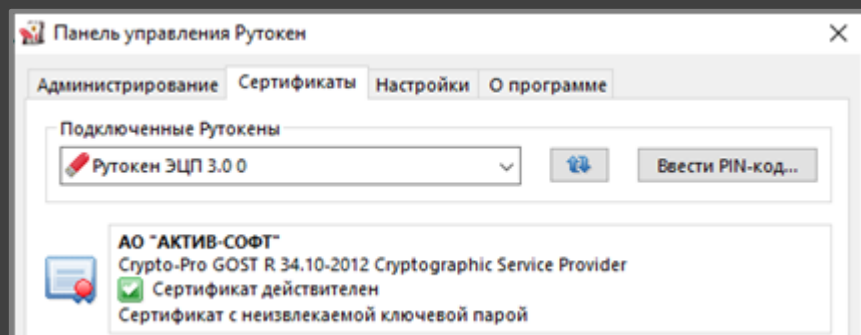 Панель управления Рутокен
Администрирование Сертификаты Настройки О программе
Подключенные Рутокены
Рутокен ЭЦП 3.0 0 Ввести PIN-код...
АО "АКТИВ-СОФТ"
Crypto-Pro GOST R 34.10-2012 Cryptographic Service Provider
Сертификат действителен
Сертификат с неизвлекаемой ключевой парой